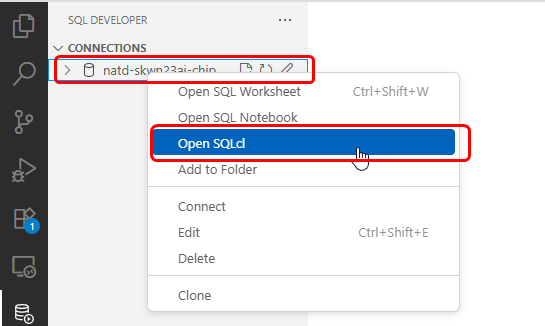 SQL DEVELOPER
CONNECTIONS
natd-skwn23ai-chip
Open SQL Worksheet Ctrl+Shift+W
Open SQL Notebook
Open SQLcl
Add to Folder
Connect
1
Edit Ctrl+Shift+E
Delete
Clone